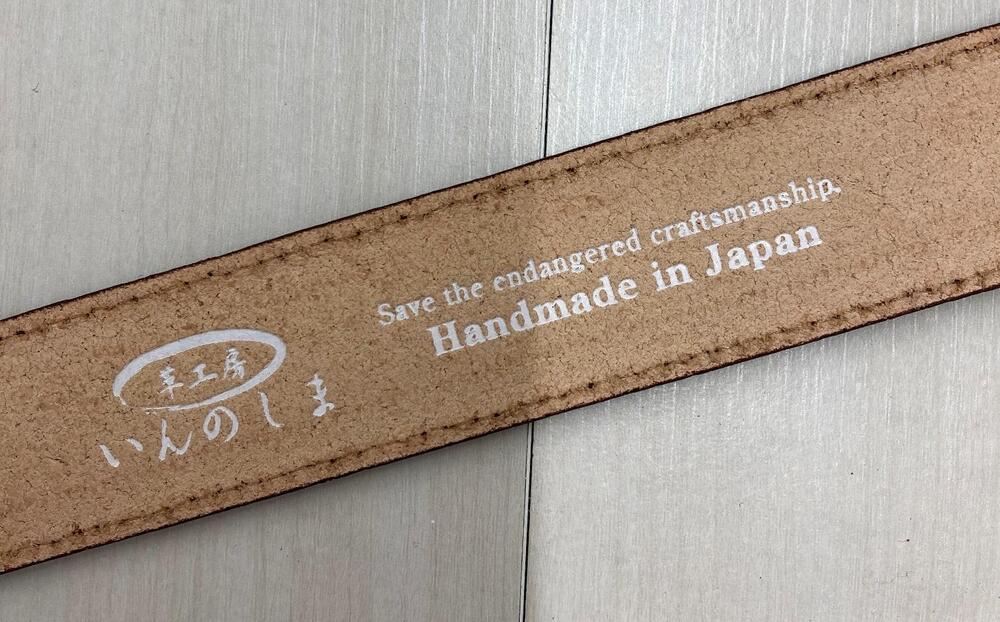 革工房
いんのしま
Save the endangered craftsmanship.
Handmade in Japan